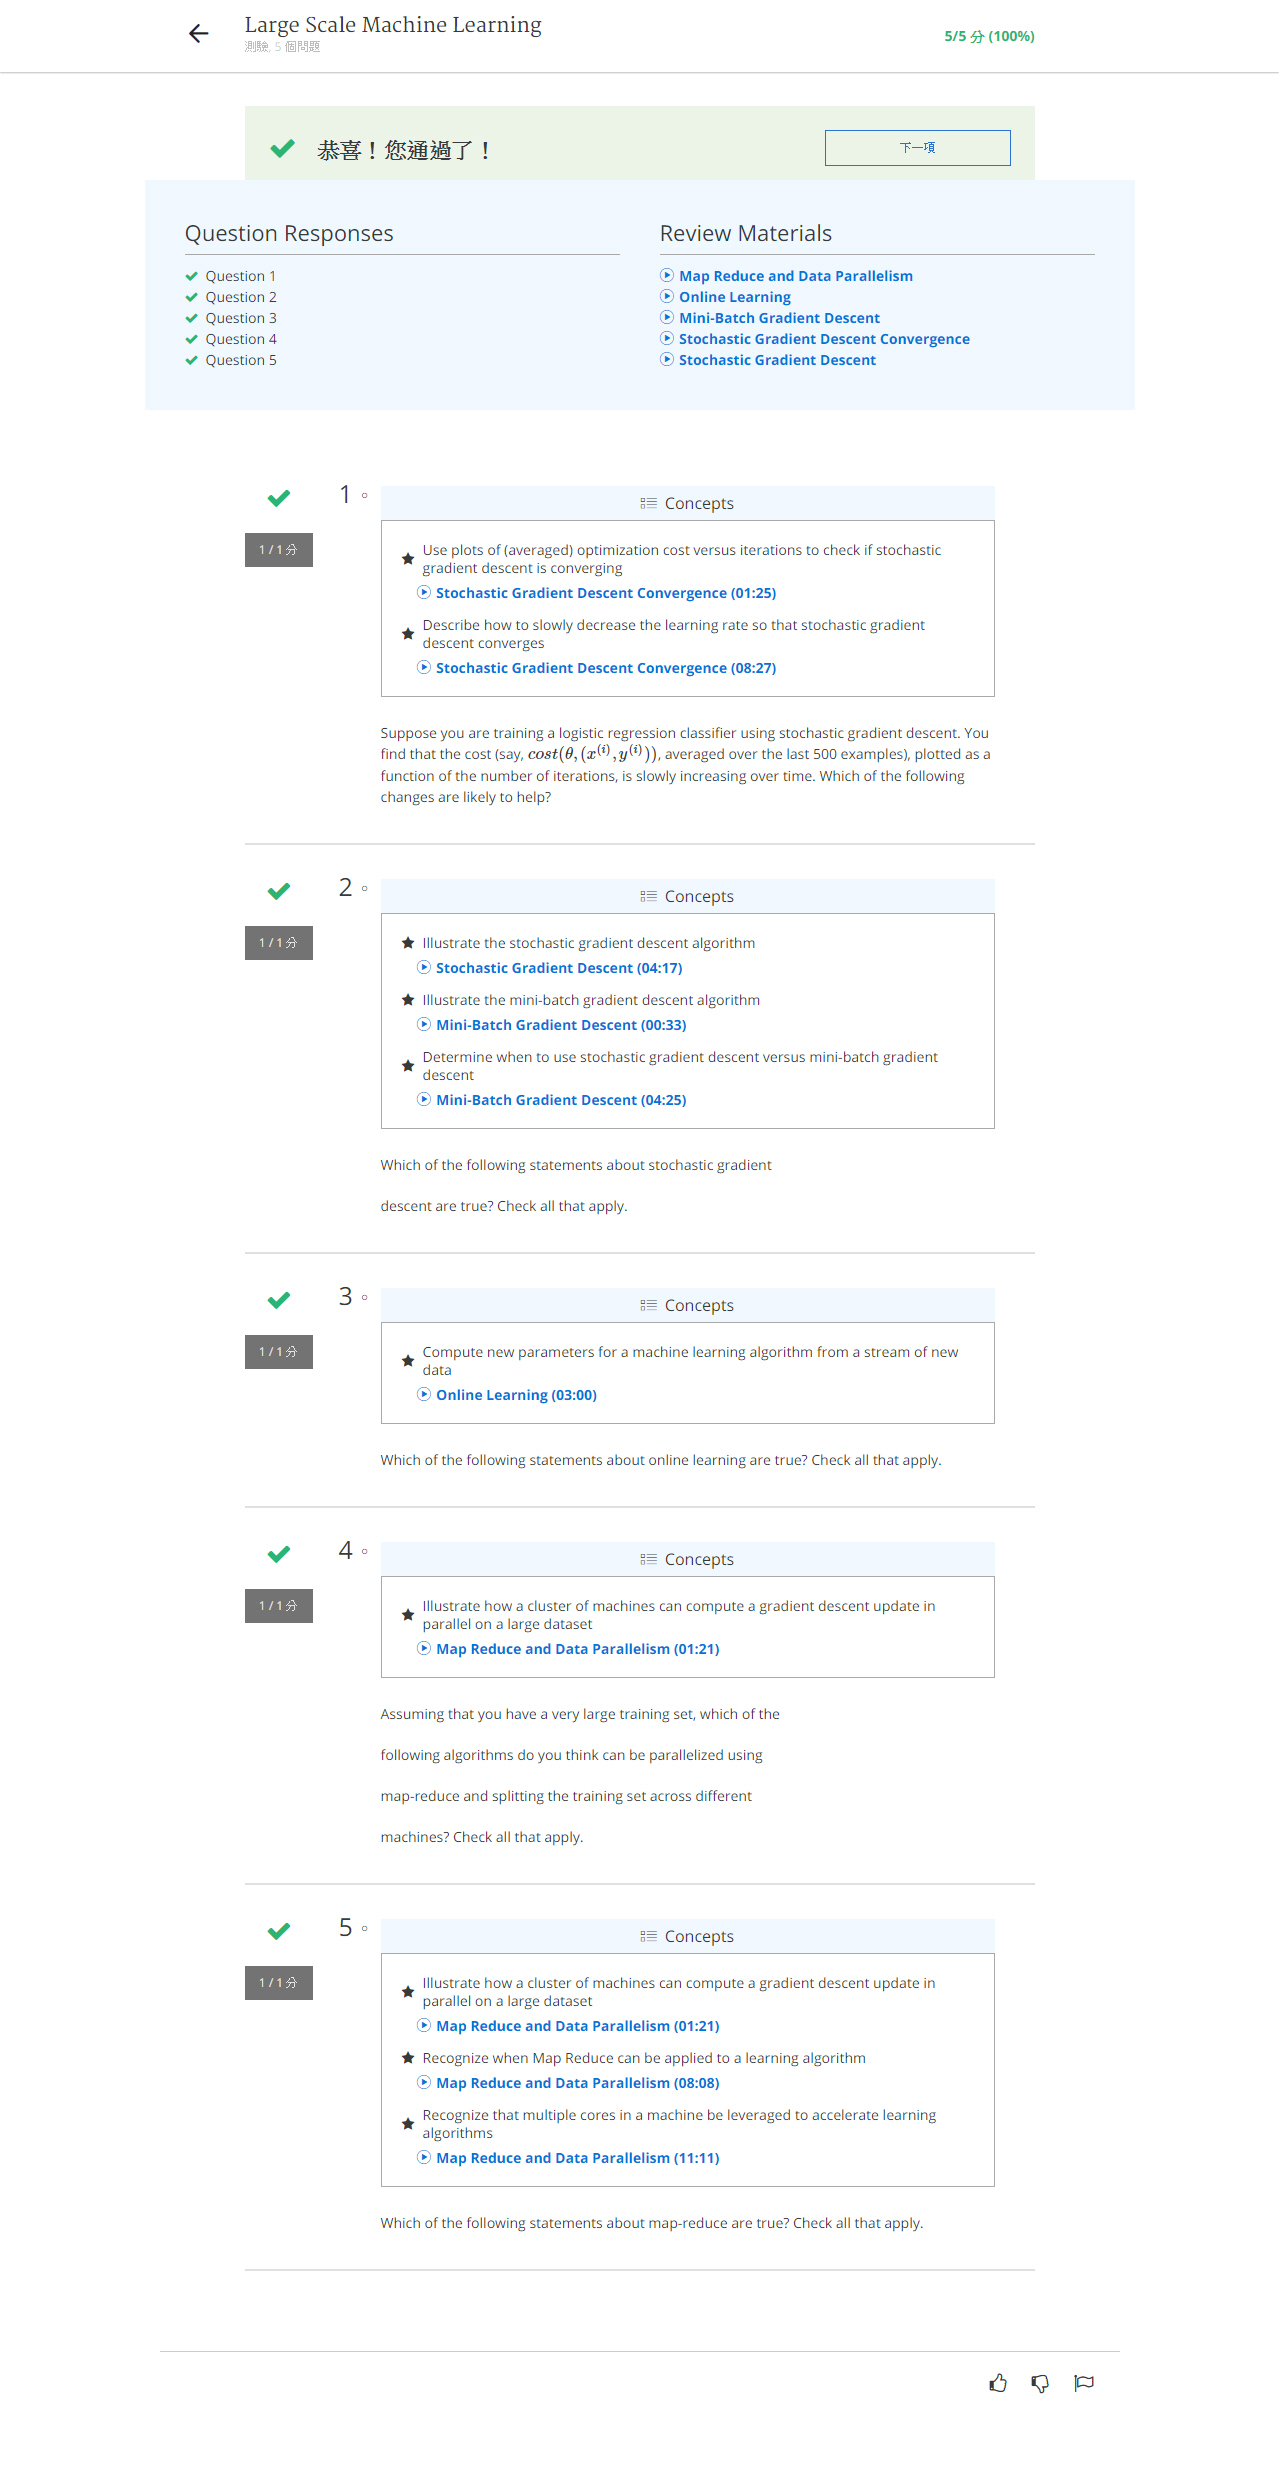 Large Scale Machine Learning
測驗, 5 個問題
5/5 分 (100%)
恭喜！您通過了！
下一項
Question Responses
Question 1
Question 2
Question 3
Question 4
Question 5
Review Materials
Map Reduce and Data Parallelism
Online Learning
Mini-Batch Gradient Descent
Stochastic Gradient Descent Convergence
Stochastic Gradient Descent
1 / 1 分
1
Concepts
Use plots of (averaged) optimization cost versus iterations to check if stochastic
gradient descent is converging
Stochastic Gradient Descent Convergence (01:25)
Describe how to slowly decrease the learning rate so that stochastic gradient
descent converges
Stochastic Gradient Descent Convergence (08:27)
Suppose you are training a logistic regression classifier using stochastic gradient descent. You
find that the cost (say, cost(θ, (x^(i), y^(i))), averaged over the last 500 examples), plotted as a
function of the number of iterations, is slowly increasing over time. Which of the following
changes are likely to help?
1 / 1 分
2
Concepts
Illustrate the stochastic gradient descent algorithm
Stochastic Gradient Descent (04:17)
Illustrate the mini-batch gradient descent algorithm
Mini-Batch Gradient Descent (00:33)
Determine when to use stochastic gradient descent versus mini-batch gradient
descent
Mini-Batch Gradient Descent (04:25)
Which of the following statements about stochastic gradient
descent are true? Check all that apply.
1 / 1 分
3
Concepts
Compute new parameters for a machine learning algorithm from a stream of new
data
Online Learning (03:00)
Which of the following statements about online learning are true? Check all that apply.
1 / 1 分
4
Concepts
Illustrate how a cluster of machines can compute a gradient descent update in
parallel on a large dataset
Map Reduce and Data Parallelism (01:21)
Assuming that you have a very large training set, which of the
following algorithms do you think can be parallelized using
map-reduce and splitting the training set across different
machines? Check all that apply.
1 / 1 分
5
Concepts
Illustrate how a cluster of machines can compute a gradient descent update in
parallel on a large dataset
Map Reduce and Data Parallelism (01:21)
Recognize when Map Reduce can be applied to a learning algorithm
Map Reduce and Data Parallelism (08:08)
Recognize that multiple cores in a machine be leveraged to accelerate learning
algorithms
Map Reduce and Data Parallelism (11:11)
Which of the following statements about map-reduce are true? Check all that apply.